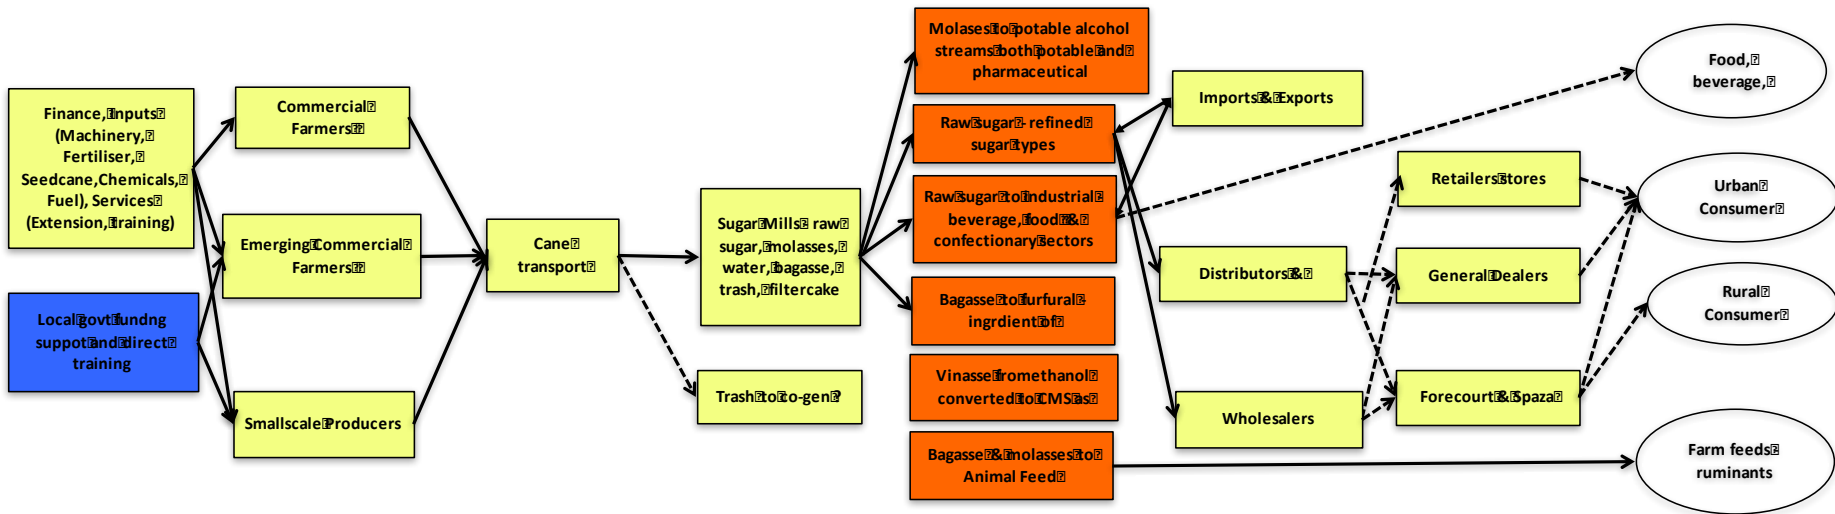 Finance, Inputs
(Machinery,
Fertiliser,
Seedcane,Chemicals,
Fuel), Services
(Extension, training)
Local govt fundng
suppot and direct
training
Commercial
Farmers
Emerging Commercial
Farmers
Smallscale Producers
Cane
transport
Sugar Mills - raw
sugar, molasses,
water, bagasse,
trash, filtercake
Trash to co-gen?
Molases to potable alcohol
streams both potable and
pharmaceutical
Raw sugar - refined
sugar types
Raw sugar to industrial -
beverage, food &
confectionary sectors
Bagasse to furfural -
ingrdient of
Vinasse from ethanol
converted to CMS as
Bagasse & molasses to
Animal Feed
Imports & Exports
Distributors &
Wholesalers
Retailers stores
General Dealers
Forecourt & Spaza
Food,
beverage,
Urban
Consumer
Rural
Consumer
Farm feeds
ruminants